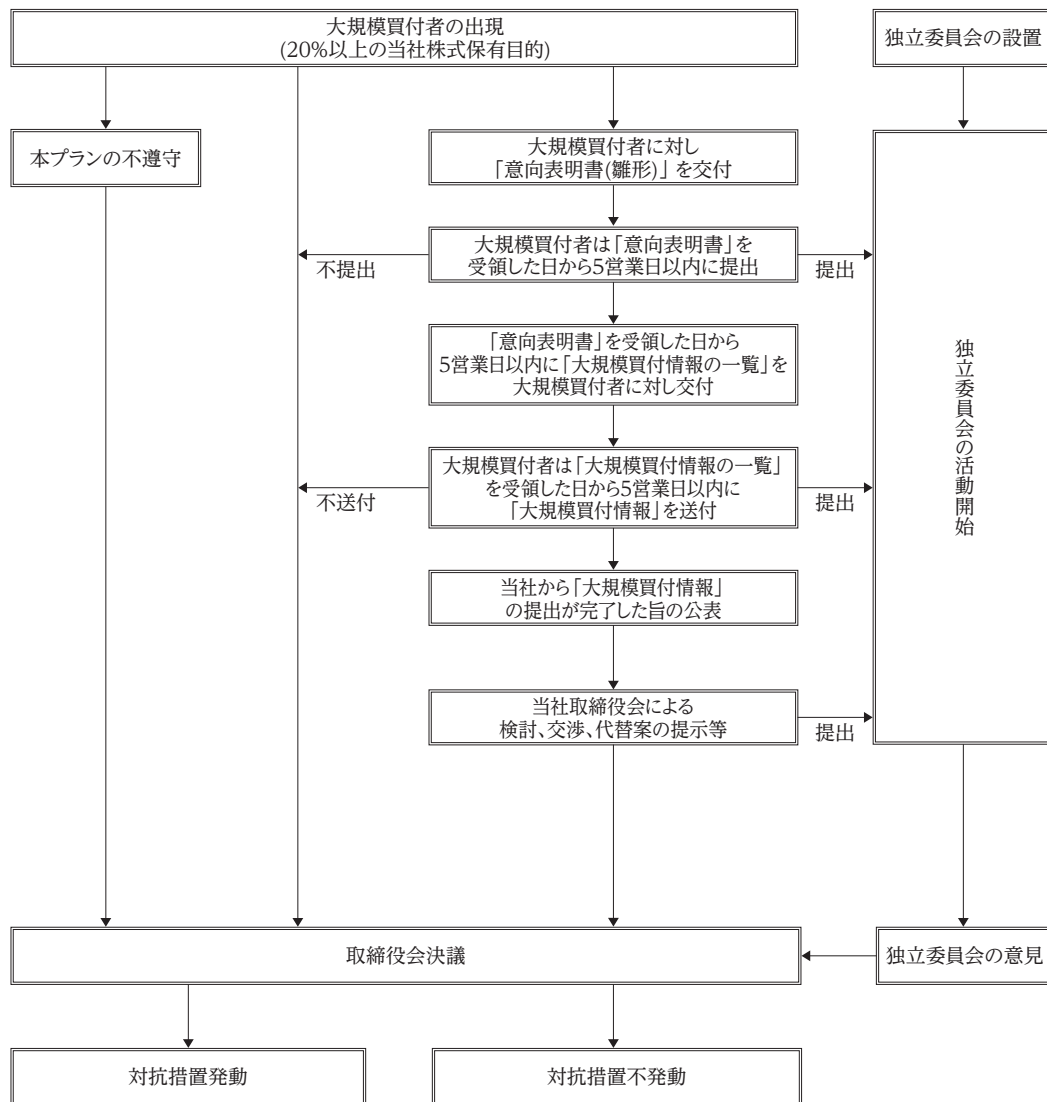 大規模買付者の出現
(20%以上の当社株式保有目的)
独立委員会の設置
本プランの不遵守
大規模買付者に対し
「意向表明書(雛形)」を交付
大規模買付者は「意向表明書」を
受領した日から5営業日以内に提出
不提出
提出
「意向表明書」を受領した日から
5営業日以内に「大規模買付情報の一覧」を
大規模買付者に対し交付
独立委員会の活動開始
大規模買付者は「大規模買付情報の一覧」
を受領した日から5営業日以内に
「大規模買付情報」を送付
不送付
提出
当社から「大規模買付情報」
の提出が完了した旨の公表
当社取締役会による
検討、交渉、代替案の提示等
提出
取締役会決議
独立委員会の意見
対抗措置発動
対抗措置不発動